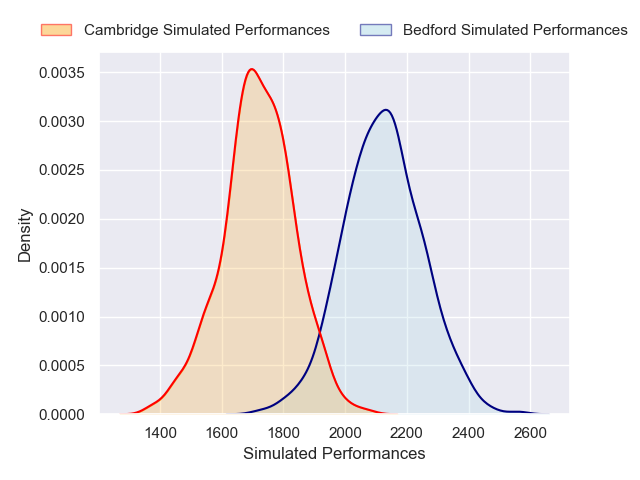 Cambridge Simulated Performances Bedford Simulated Performances
0.0035
0.0030
0.0025
0.0020
0.0015
0.0010
0.0005
0.0000
Density
1400 1600 1800 2000 2200 2400 2600
Simulated Performances